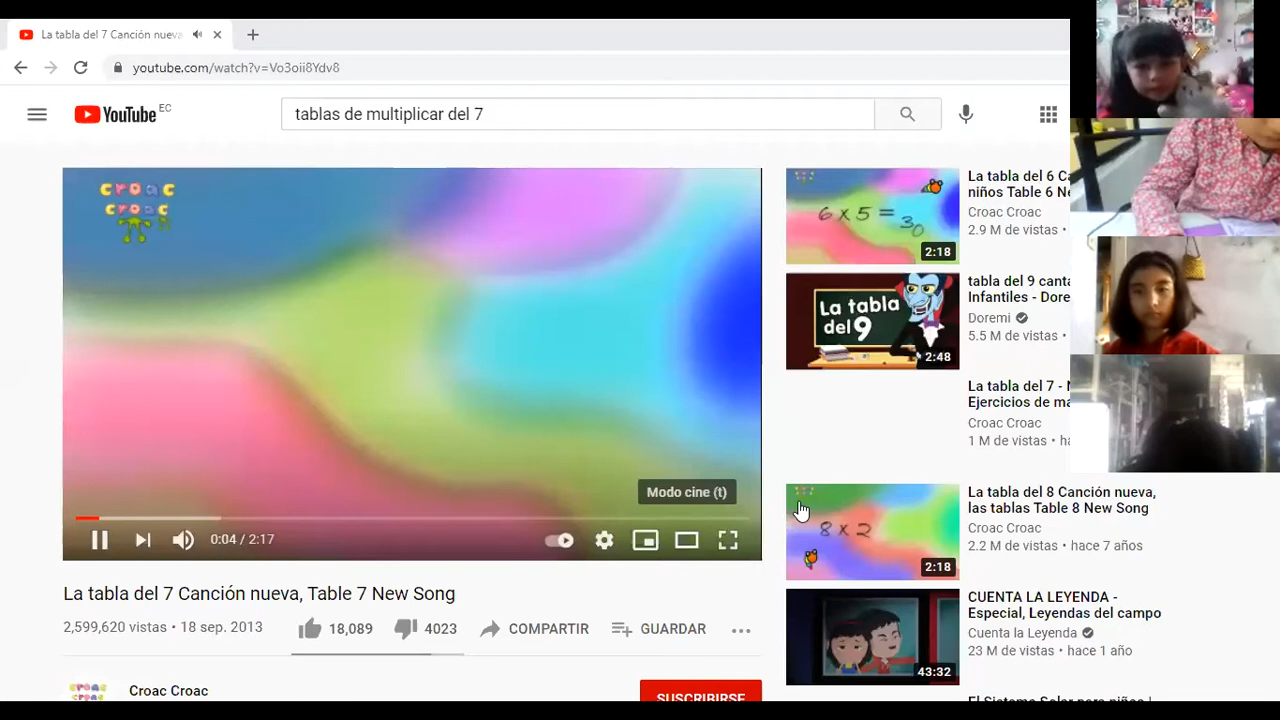 La tabla del 7 Canción nueva
youtube.com/watch?v=Vo3oii8Ydv8
YouTube EC
tablas de multiplicar del 7
croac
croac
Modo cine (t)
0:04 / 2:17
La tabla del 7 Canción nueva, Table 7 New Song
2,599,620 vistas • 18 sep. 2013
18,089
4023
COMPARTIR
GUARDAR
croac
Croac Croac
SUSCRIBIRSE
6 x 5 = 30
2:18
La tabla del 6
niños Table 6
Croac Croac
2.9 M de vistas •
La tabla
del 9
2:48
tabla del 9
Infantiles -
Doremi
5.5 M de vistas •
La tabla del 7 -
Ejercicios de
Croac Croac
1 M de vistas •
8 x 2
2:18
La tabla del 8 Canción nueva,
las tablas Table 8 New Song
Croac Croac
2.2 M de vistas • hace 7 años
43:32
CUENTA LA LEYENDA -
Especial, Leyendas del campo
Cuenta la Leyenda
23 M de vistas • hace 1 año
El Sistema Solar para niños |